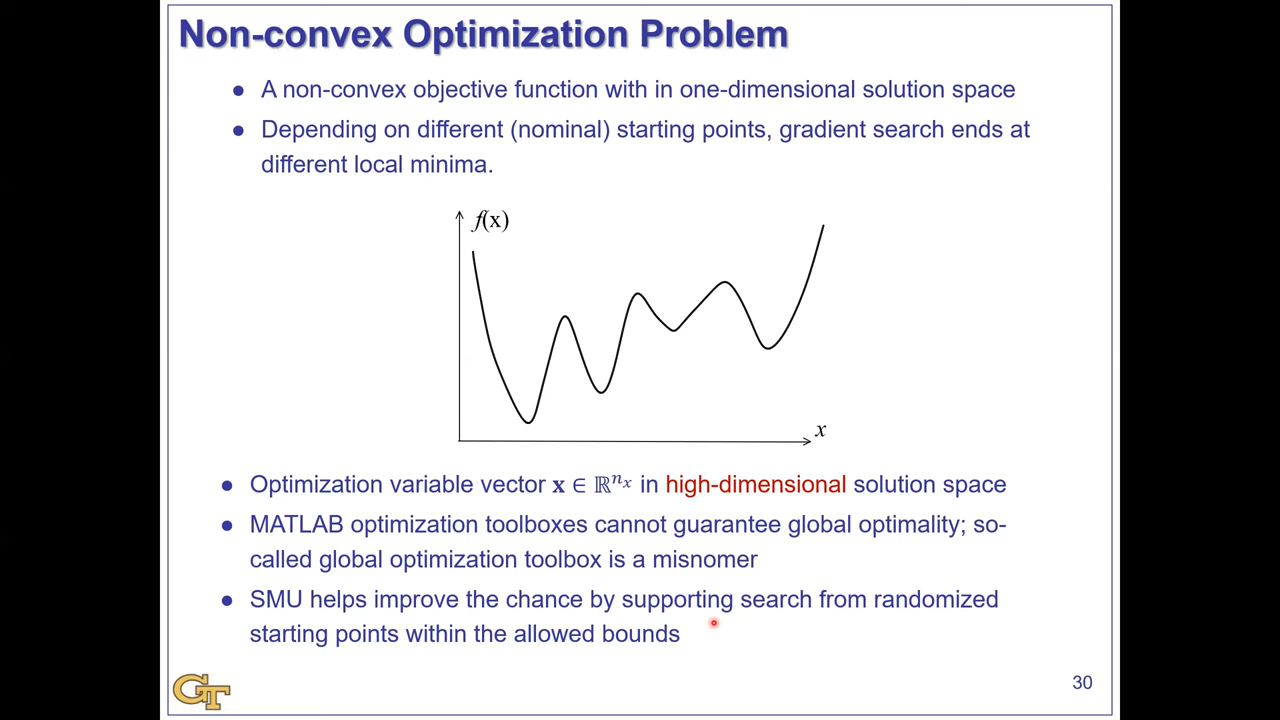 Non-convex Optimization Problem
● A non-convex objective function with in one-dimensional solution space
● Depending on different (nominal) starting points, gradient search ends at
different local minima.
f(x)
x
● Optimization variable vector 𝐱 ∈ ℝⁿˣ in high-dimensional solution space
● MATLAB optimization toolboxes cannot guarantee global optimality; so-
called global optimization toolbox is a misnomer
● SMU helps improve the chance by supporting search from randomized
starting points within the allowed bounds
GT
30